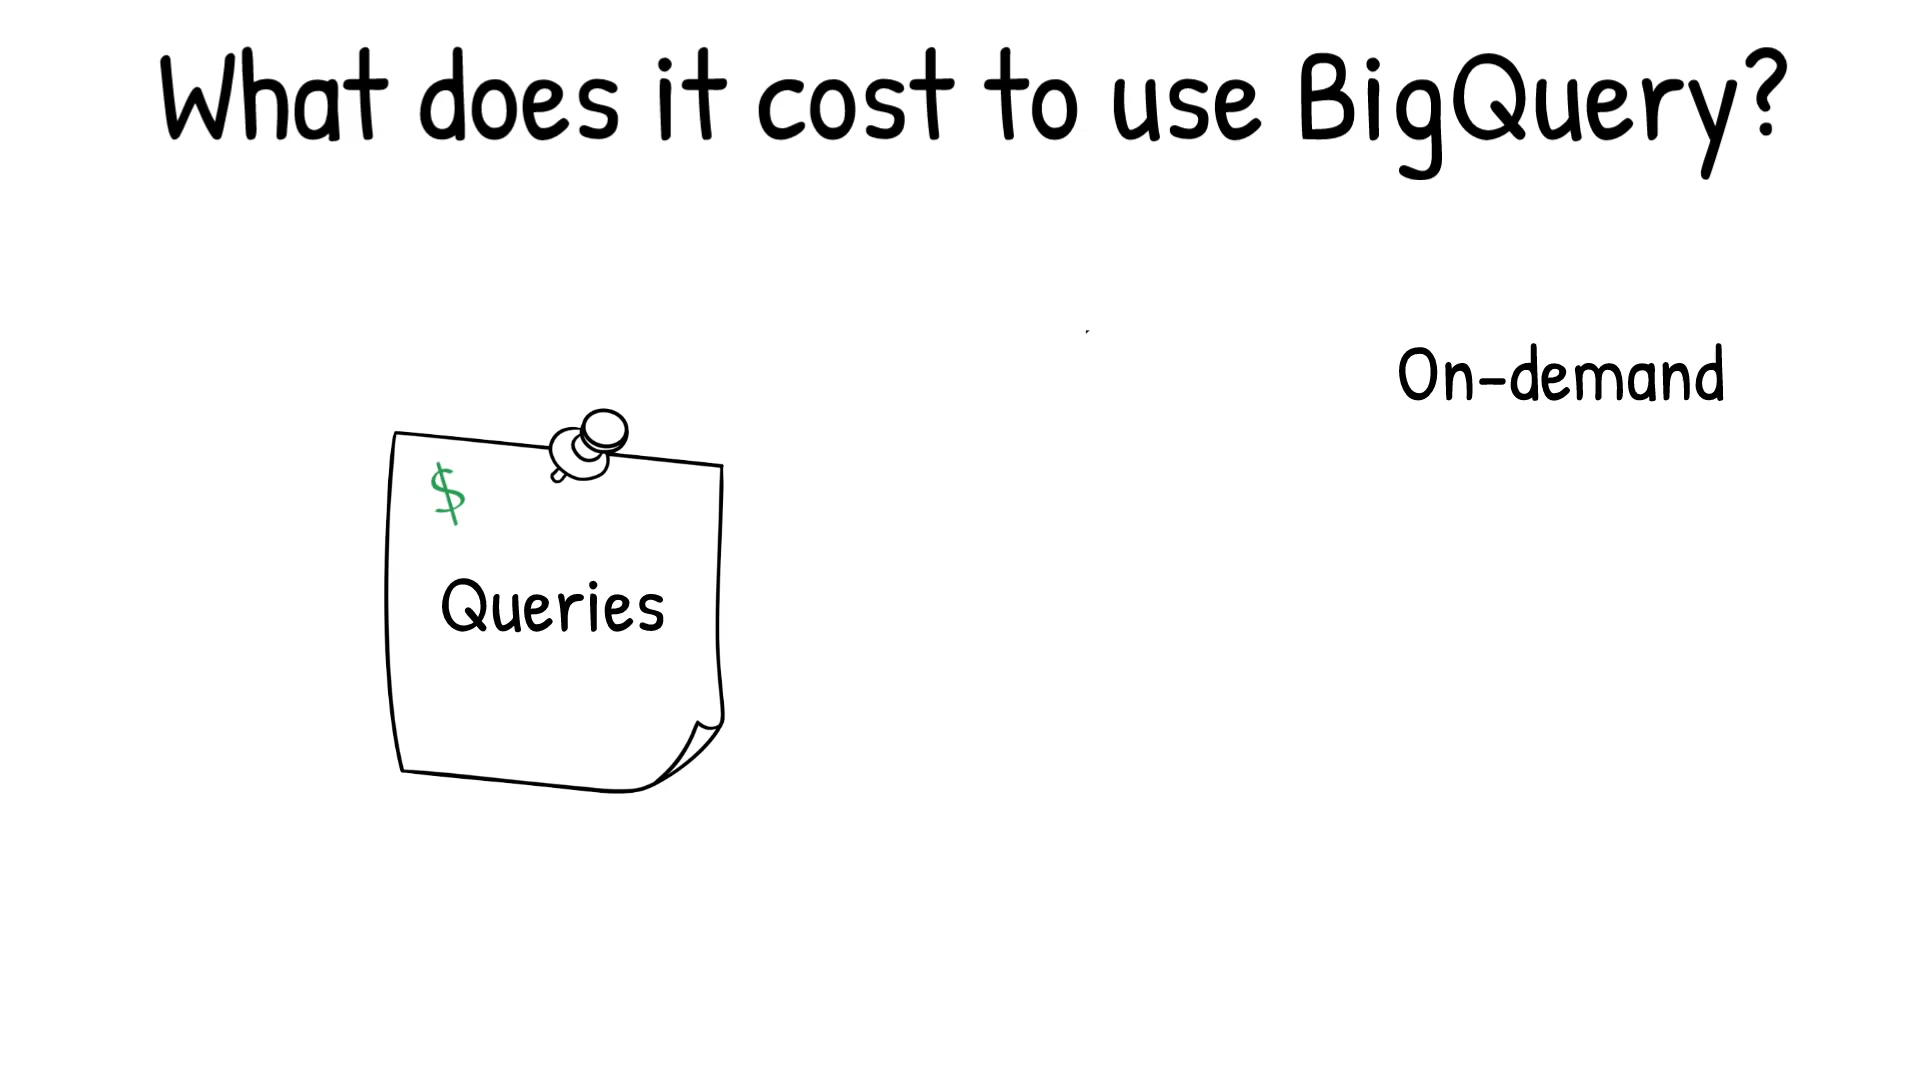 What does it cost to use BigQuery?
On-demand
$
Queries